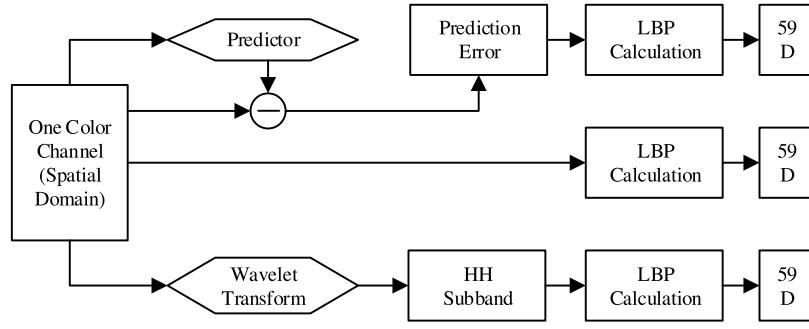 Predictor
Prediction
Error
LBP
Calculation
59
D
One Color
Channel
(Spatial
Domain)
LBP
Calculation
59
D
Wavelet
Transform
HH
Subband
LBP
Calculation
59
D